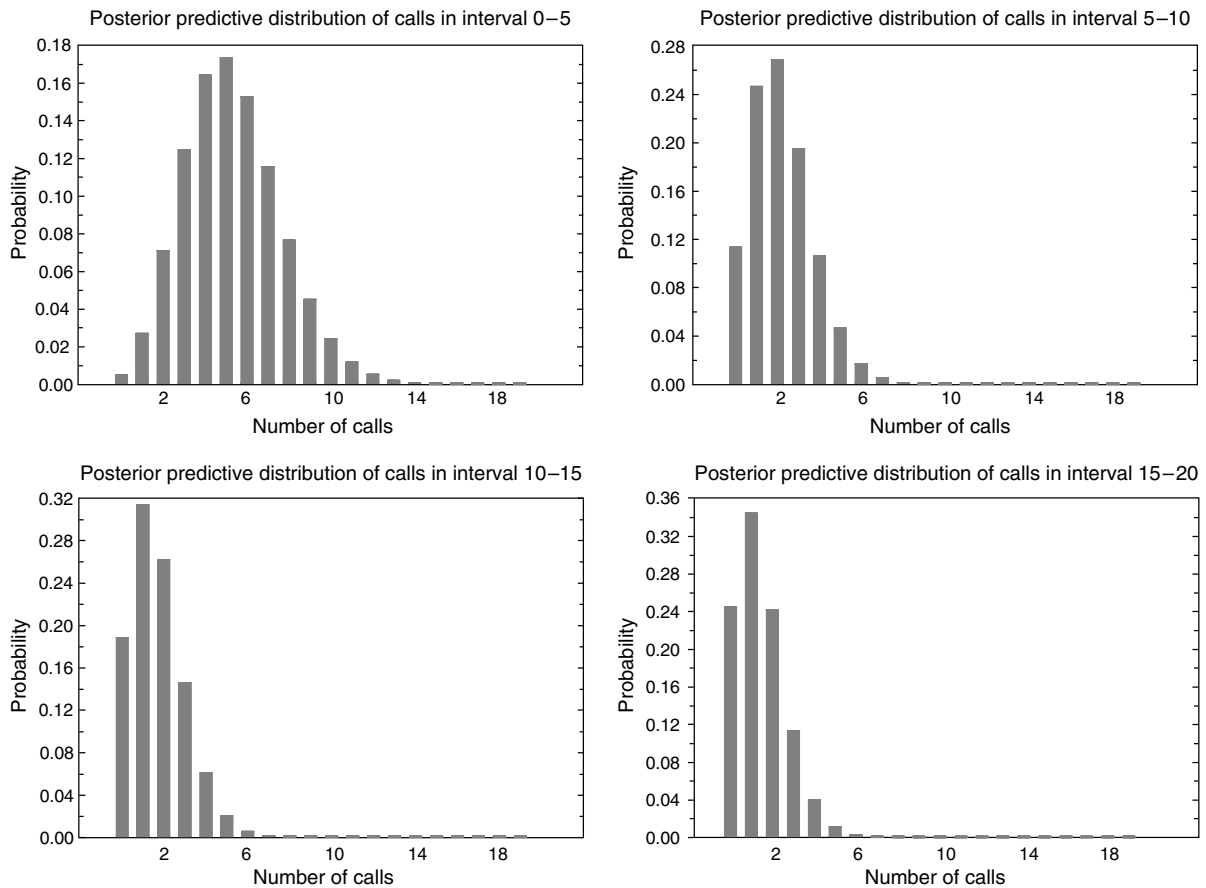 Posterior predictive distribution of calls in interval 0–5
0.18
0.16
0.14
0.12
0.10
0.08
0.06
0.04
0.02
0.00
Probability
2 6 10 14 18
Number of calls
Posterior predictive distribution of calls in interval 5–10
0.28
0.24
0.20
0.16
0.12
0.08
0.04
0.00
Probability
2 6 10 14 18
Number of calls
Posterior predictive distribution of calls in interval 10–15
0.32
0.28
0.24
0.20
0.16
0.12
0.08
0.04
0.00
Probability
2 6 10 14 18
Number of calls
Posterior predictive distribution of calls in interval 15–20
0.36
0.32
0.28
0.24
0.20
0.16
0.12
0.08
0.04
0.00
Probability
2 6 10 14 18
Number of calls